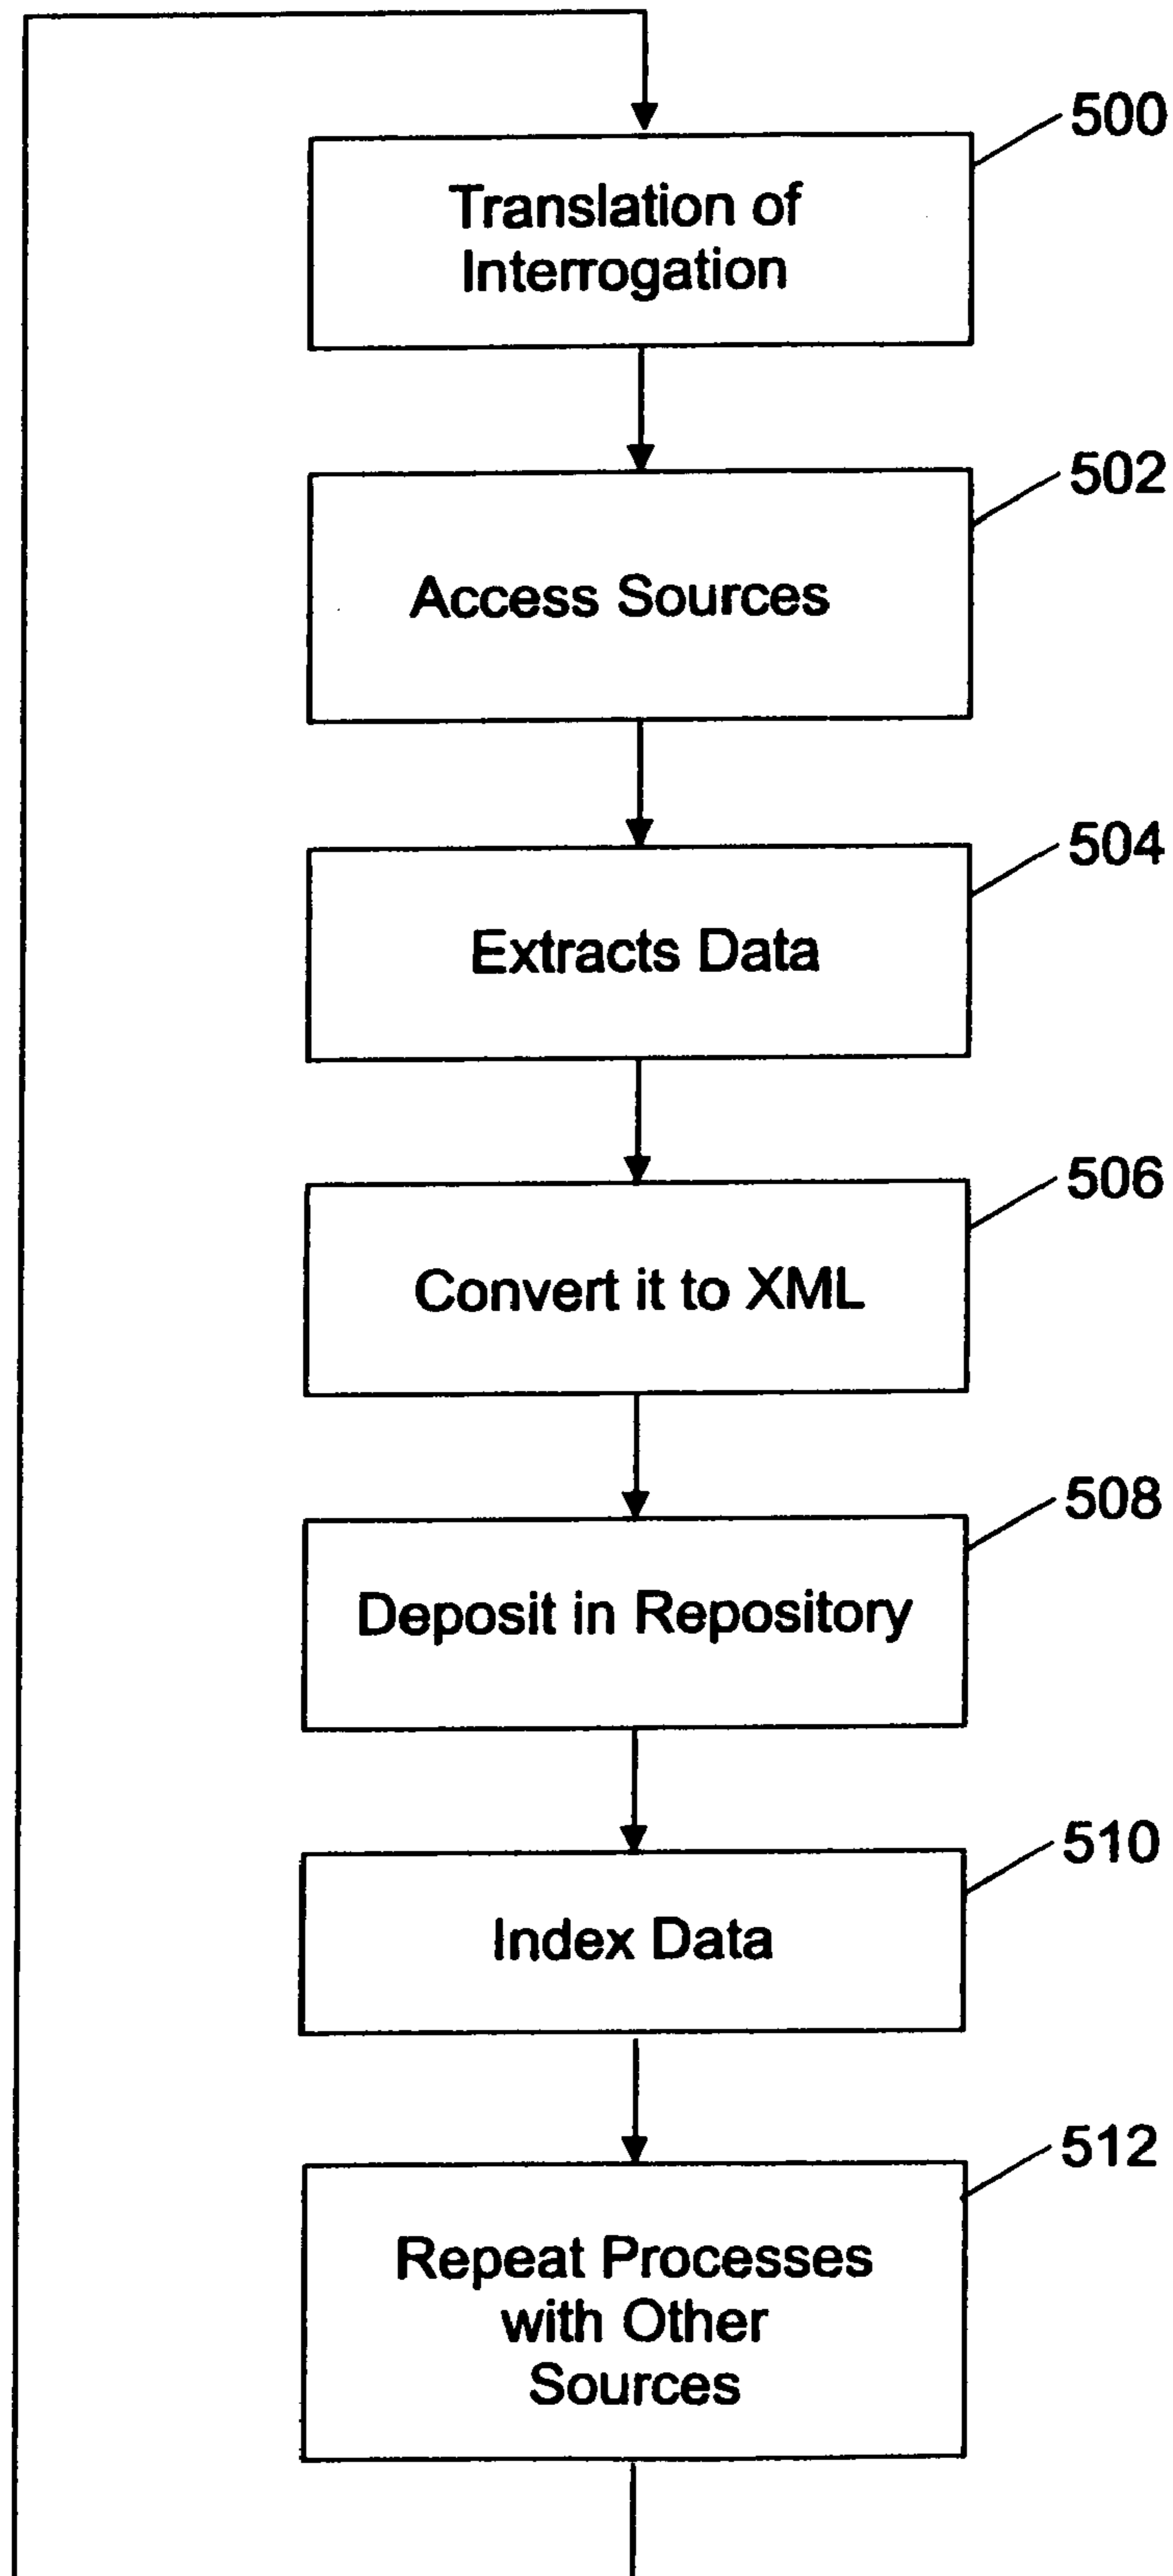 500
Translation of
Interrogation
502
Access Sources
504
Extracts Data
506
Convert it to XML
508
Deposit in Repository
510
Index Data
512
Repeat Processes
with Other
Sources